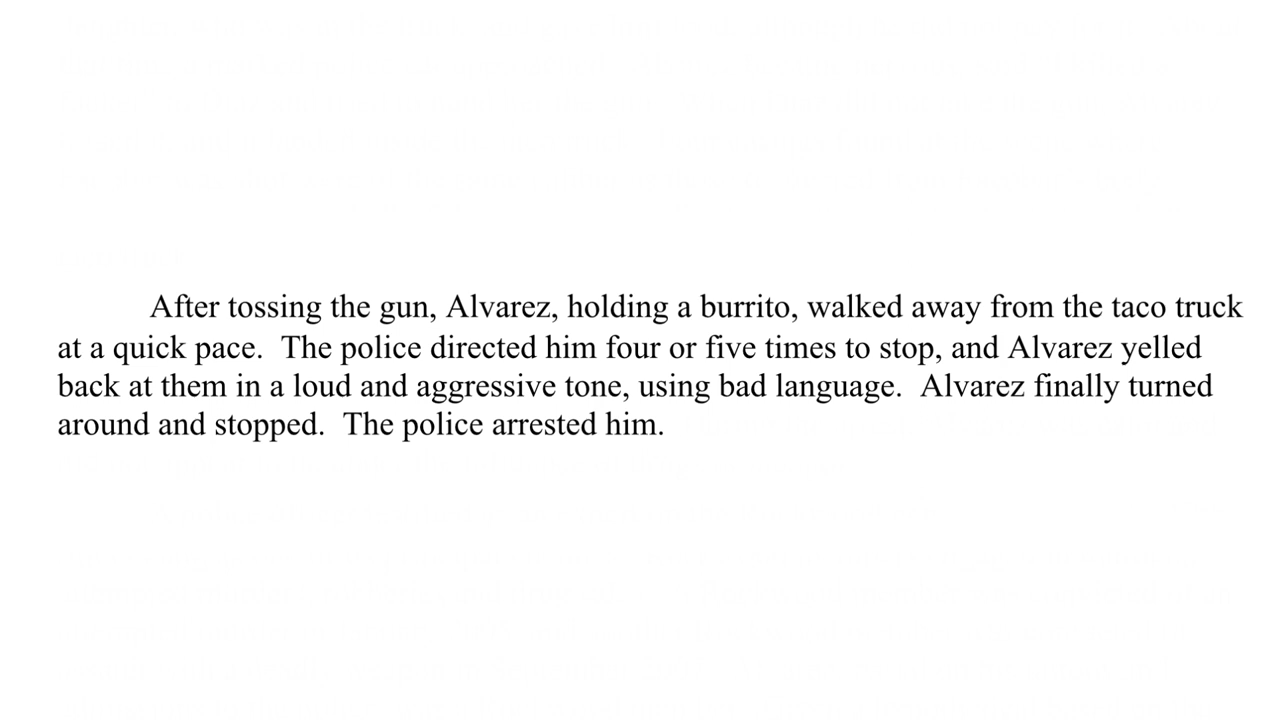 After tossing the gun, Alvarez, holding a burrito, walked away from the taco truck
at a quick pace.  The police directed him four or five times to stop, and Alvarez yelled
back at them in a loud and aggressive tone, using bad language.  Alvarez finally turned
around and stopped.  The police arrested him.